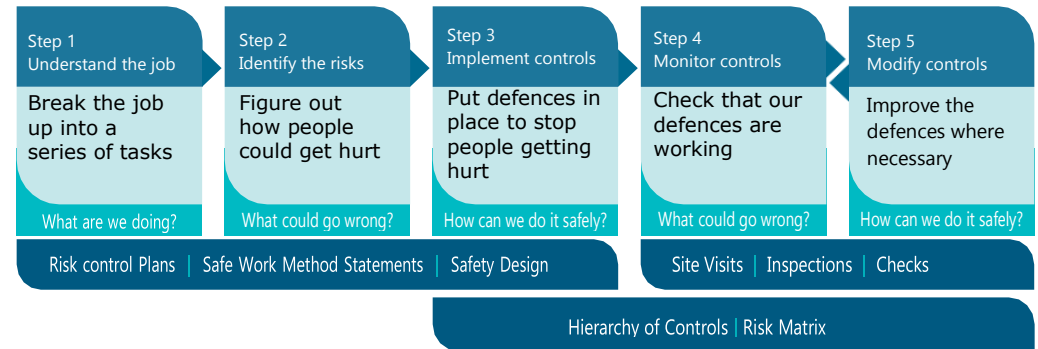 Step 1
Understand the job
Break the job
up into a
series of tasks
What are we doing?
Step 2
Identify the risks
Figure out
how people
could get hurt
What could go wrong?
Step 3
Implement controls
Put defences in
place to stop
people getting
hurt
How can we do it safely?
Step 4
Monitor controls
Check that our
defences are
working
What could go wrong?
Step 5
Modify controls
Improve the
defences where
necessary
How can we do it safely?
Risk control Plans | Safe Work Method Statements | Safety Design
Site Visits | Inspections | Checks
Hierarchy of Controls | Risk Matrix